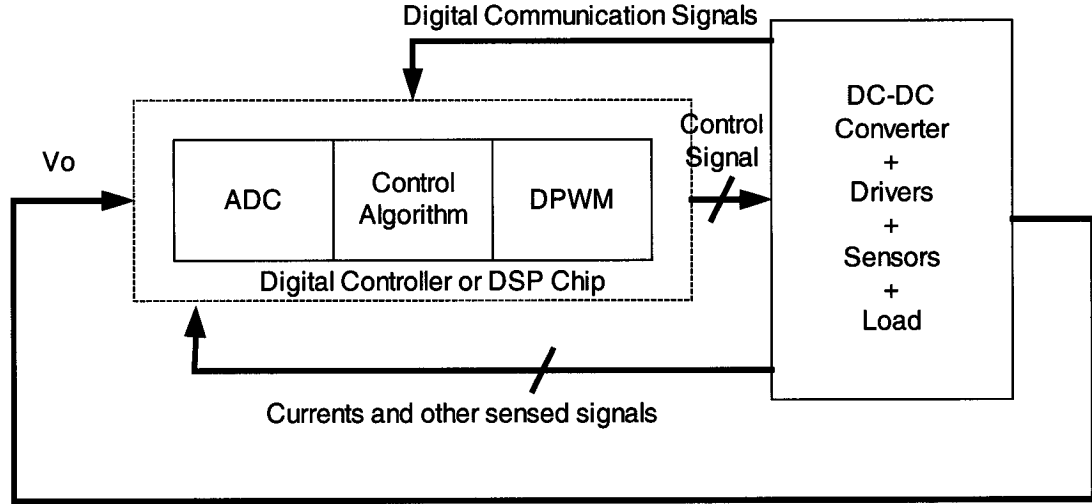 Digital Communication Signals
Vo
ADC
Control
Algorithm
DPWM
Digital Controller or DSP Chip
Control
Signal
DC-DC
Converter
+
Drivers
+
Sensors
+
Load
Currents and other sensed signals